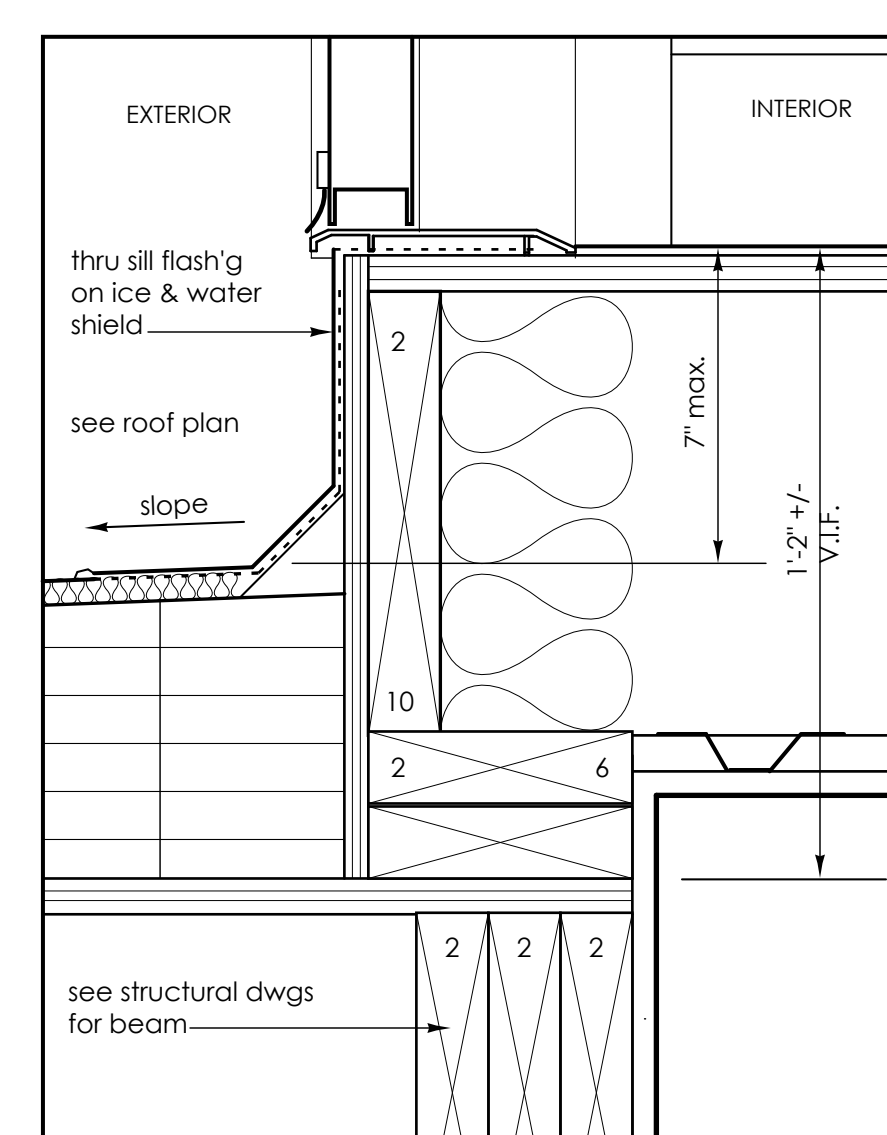 EXTERIOR
INTERIOR
thru sill flash'g
on ice & water
shield
see roof plan
slope
2
10
7" max.
1'-2" +/-
V.I.F.
2 6
2 2 2
see structural dwgs
for beam